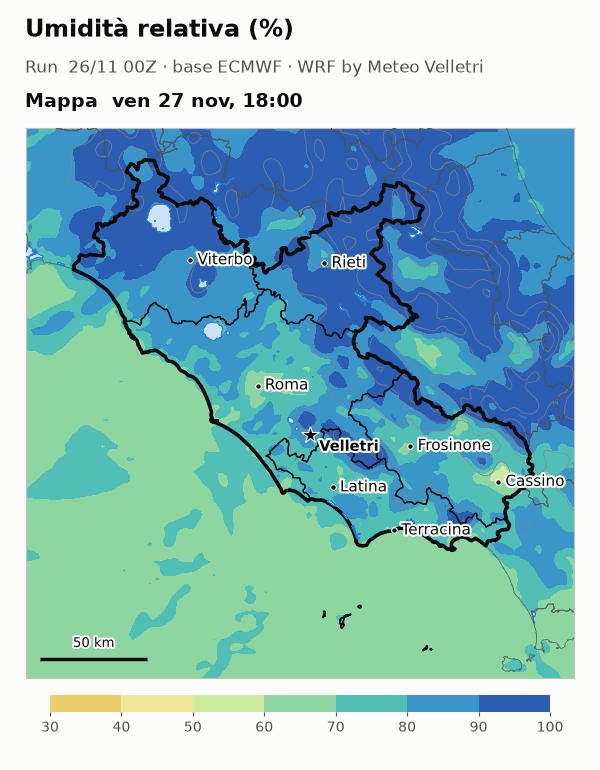 Umidità relativa (%)
Run  26/11 00Z · base ECMWF · WRF by Meteo Velletri
Mappa  ven 27 nov, 18:00
Viterbo
Rieti
Roma
Velletri
Frosinone
Cassino
Latina
Terracina
50 km
30 40 50 60 70 80 90 100